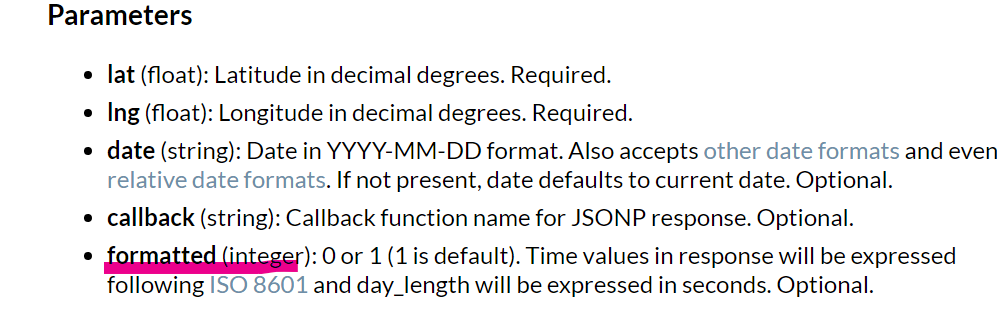 Parameters
lat (float): Latitude in decimal degrees. Required.
lng (float): Longitude in decimal degrees. Required.
date (string): Date in YYYY-MM-DD format. Also accepts other date formats and even
relative date formats. If not present, date defaults to current date. Optional.
callback (string): Callback function name for JSONP response. Optional.
formatted (integer): 0 or 1 (1 is default). Time values in response will be expressed
following ISO 8601 and day_length will be expressed in seconds. Optional.